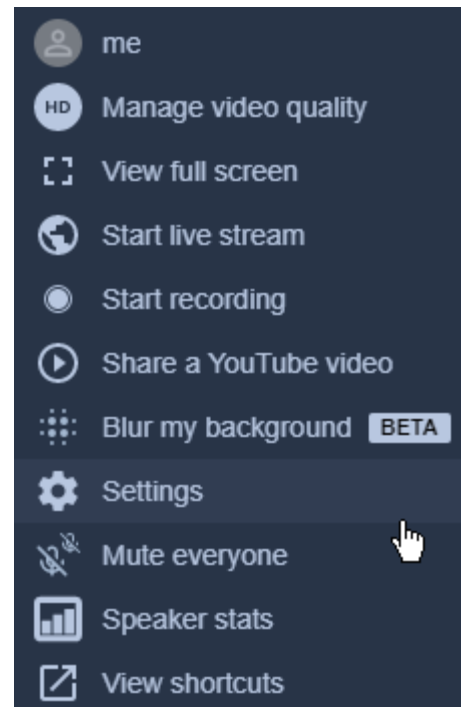 me
HD Manage video quality
View full screen
Start live stream
Start recording
Share a YouTube video
Blur my background BETA
Settings
Mute everyone
Speaker stats
View shortcuts